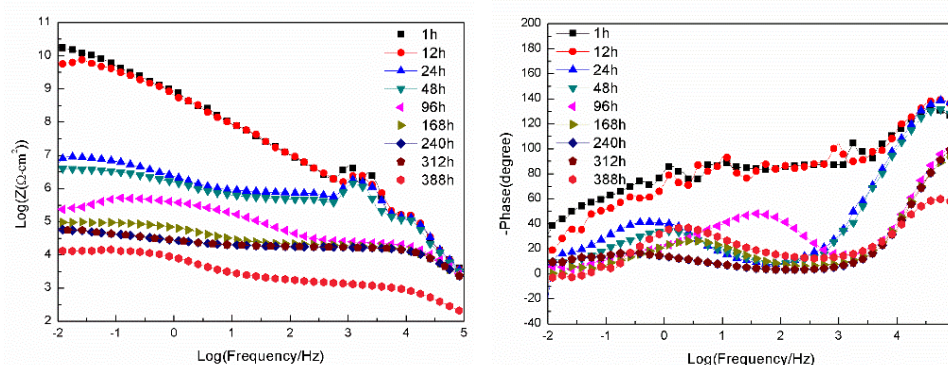 11
10
9
8
7
6
5
4
3
2
Log(Z(Ω·cm²)
1h
12h
24h
48h
96h
168h
240h
312h
388h
-2 -1 0 1 2 3 4 5
Log(Frequency/Hz)
200
180
160
140
120
100
80
60
40
20
0
-20
-40
-Phase(degree)
1h
12h
24h
48h
96h
168h
240h
312h
388h
-2 -1 0 1 2 3 4
Log(Frequency/Hz)